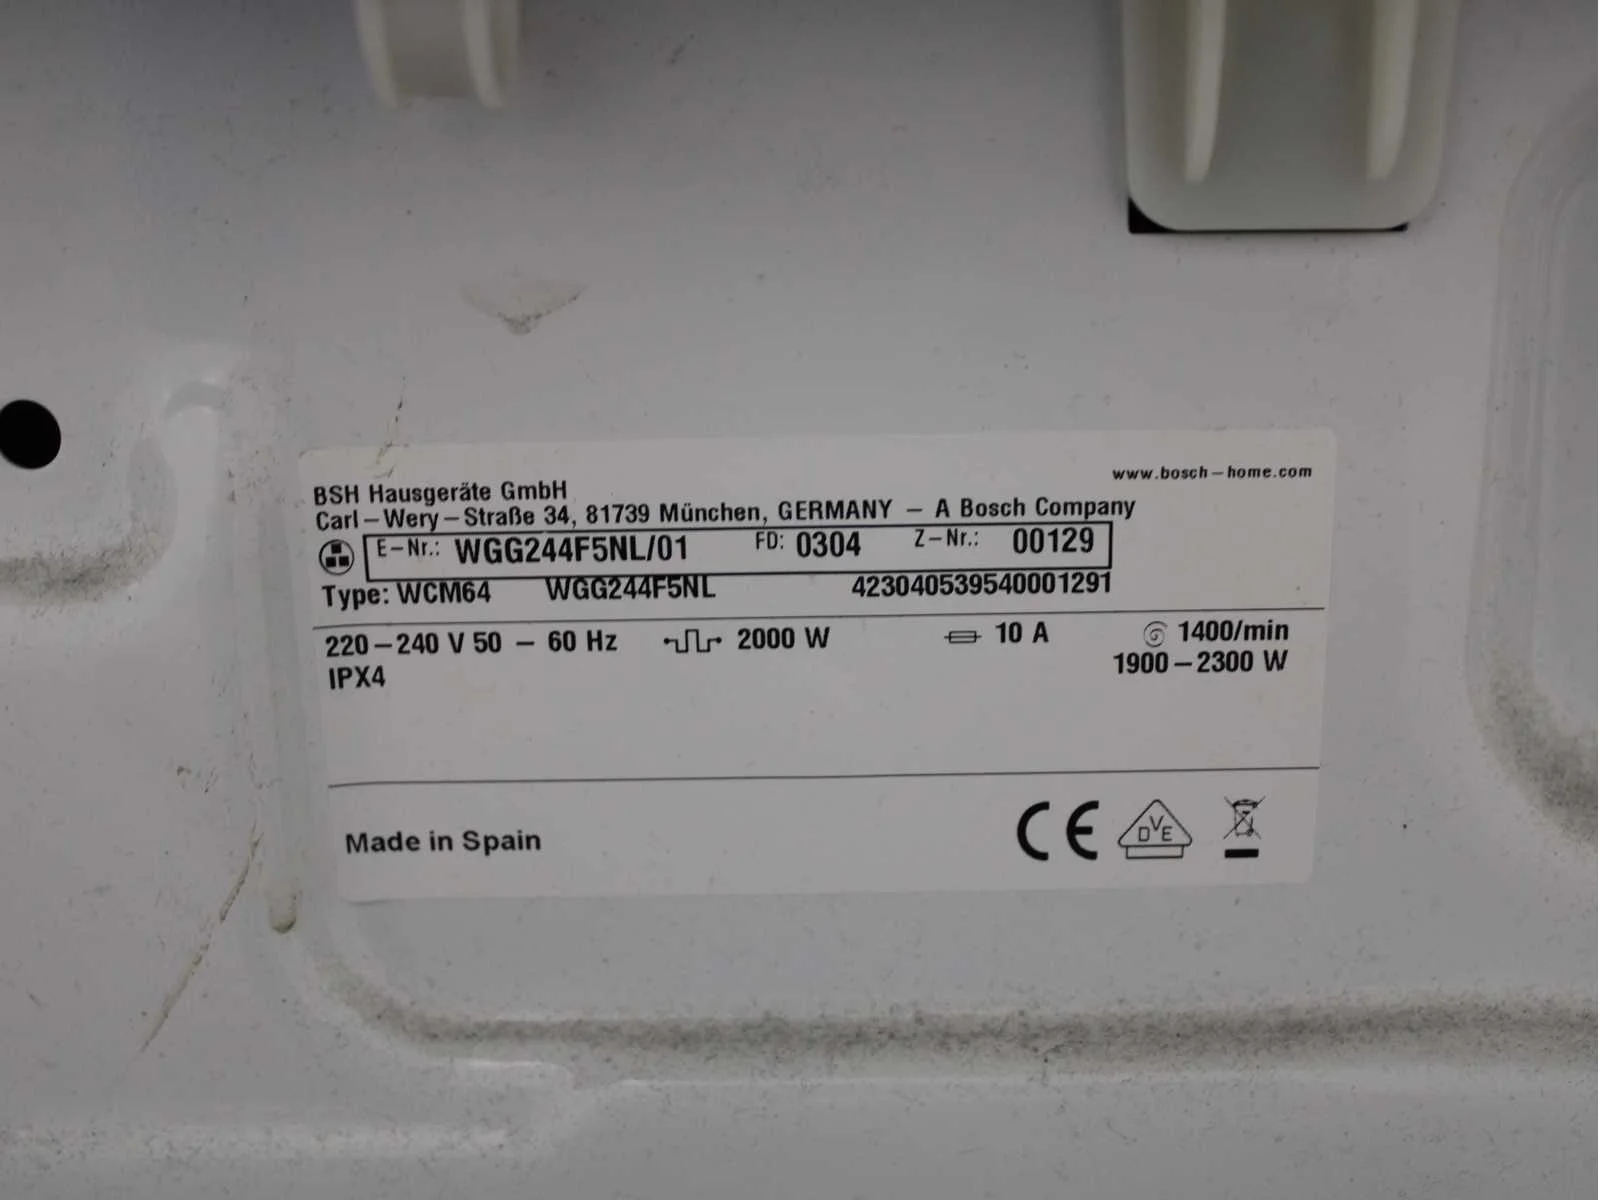 www.bosch-home.com
BSH Hausgeräte GmbH
Carl-Wery-Straße 34, 81739 München, GERMANY - A Bosch Company
E-Nr.: WGG244F5NL/01 FD: 0304 Z-Nr.: 00129
Type: WCM64 WGG244F5NL 423040539540001291
220-240 V 50 - 60 Hz 2000 W 10 A 1400/min
IPX4 1900-2300 W
Made in Spain CE DVE